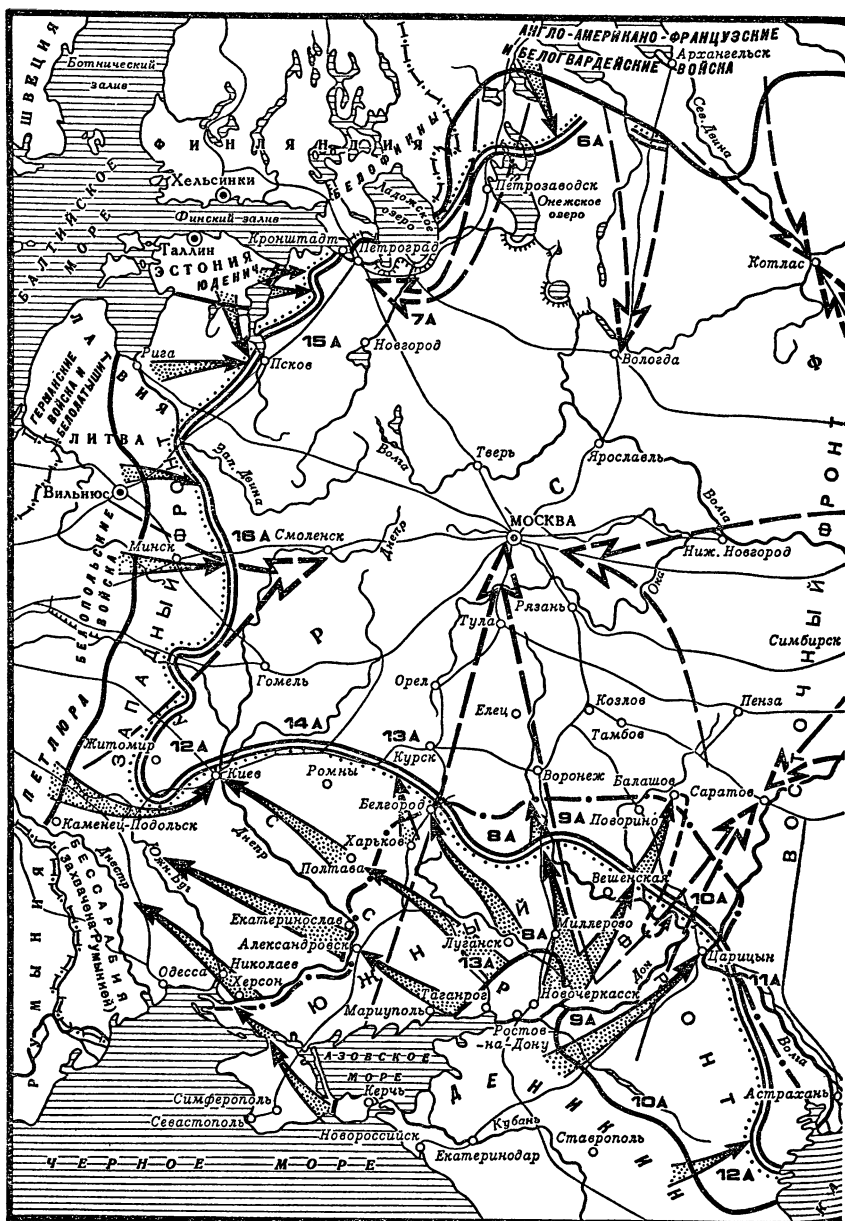 АНГЛО-АМЕРИКАНО-ФРАНЦУЗСКИЕ
И БЕЛОГВАРДЕЙСКИЕ ВОЙСКА
Архангельск
ШВЕЦИЯ
Ботнический
залив
ФИНЛЯНДИЯ
БЕЛОФИННЫ
Сев. Двина
6А
Петрозаводск
Онежское
озеро
Ладожское
озеро
Хельсинки
Финский залив
БАЛТИЙСКОЕ
МОРЕ
Таллин
Кронштадт
Петроград
ЭСТОНИЯ
ЮДЕНИЧ
Котлас
7А
15А
Новгород
Псков
Вологда
Рига
ЛАТВИЯ
ГЕРМАНСКИЕ
ВОЙСКА И
БЕЛОЛАТЫШИ
ЛИТВА
Зап. Двина
Волга
Тверь
Ярославль
Вильнюс
Волга
МОСКВА
Ниж. Новгород
16А
Смоленск
Днепр
Минск
Ока
БЕЛОПОЛЬСКИЕ
ВОЙСКА
ЗАПАДНЫЙ ФРОНТ
ВОСТОЧНЫЙ ФРОНТ
Рязань
Тула
Симбирск
Р С Ф С Р
Гомель
Орел
Елец
Козлов
Тамбов
Пенза
14А
13А
Курск
ПЕТЛЮРА
Житомир
12А
Киев
Ромны
Воронеж
Балашов
Саратов
Белгород
9А
Поворино
8А
Каменец-Подольск
Днепр
Харьков
Полтава
Вешенская
10А
БЕССАРАБИЯ
(Захвачена Румынией)
Днестр
Юж. Буг
РУМЫНИЯ
Екатеринослав
Александровск
Луганск
8А
Миллерово
13А
Дон
Царицын
11А
Одесса
Николаев
Херсон
ЮЖНЫЙ ФРОНТ
Мариуполь
Таганрог
Новочеркасск
9А
Ростов-
-на-Дону
Волга
АЗОВСКОЕ
МОРЕ
ДЕНИКИН
10А
Астрахань
Симферополь
Севастополь
Керчь
Новороссийск
Кубань
Ставрополь
Екатеринодар
ЧЕРНОЕ МОРЕ
12А